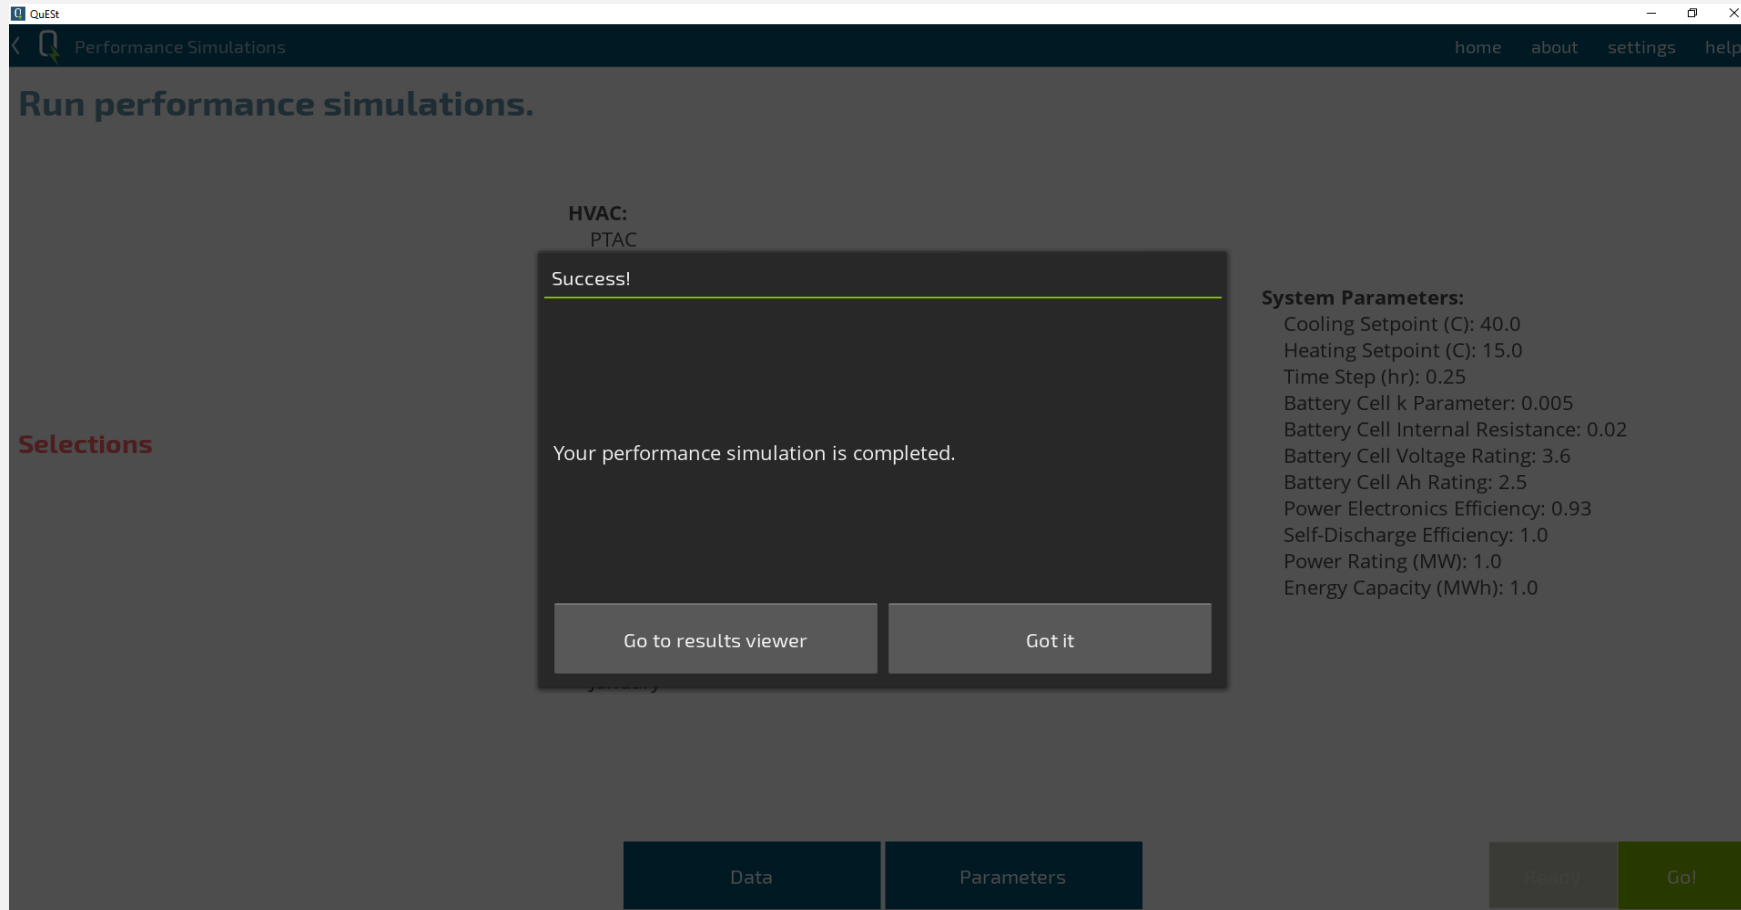 QuESt
Performance Simulations
home about settings help
Run performance simulations.
HVAC:
PTAC
Success!
Your performance simulation is completed.
Go to results viewer
Got it
January
Selections
System Parameters:
Cooling Setpoint (C): 40.0
Heating Setpoint (C): 15.0
Time Step (hr): 0.25
Battery Cell k Parameter: 0.005
Battery Cell Internal Resistance: 0.02
Battery Cell Voltage Rating: 3.6
Battery Cell Ah Rating: 2.5
Power Electronics Efficiency: 0.93
Self-Discharge Efficiency: 1.0
Power Rating (MW): 1.0
Energy Capacity (MWh): 1.0
Data
Parameters
Ready
Go!